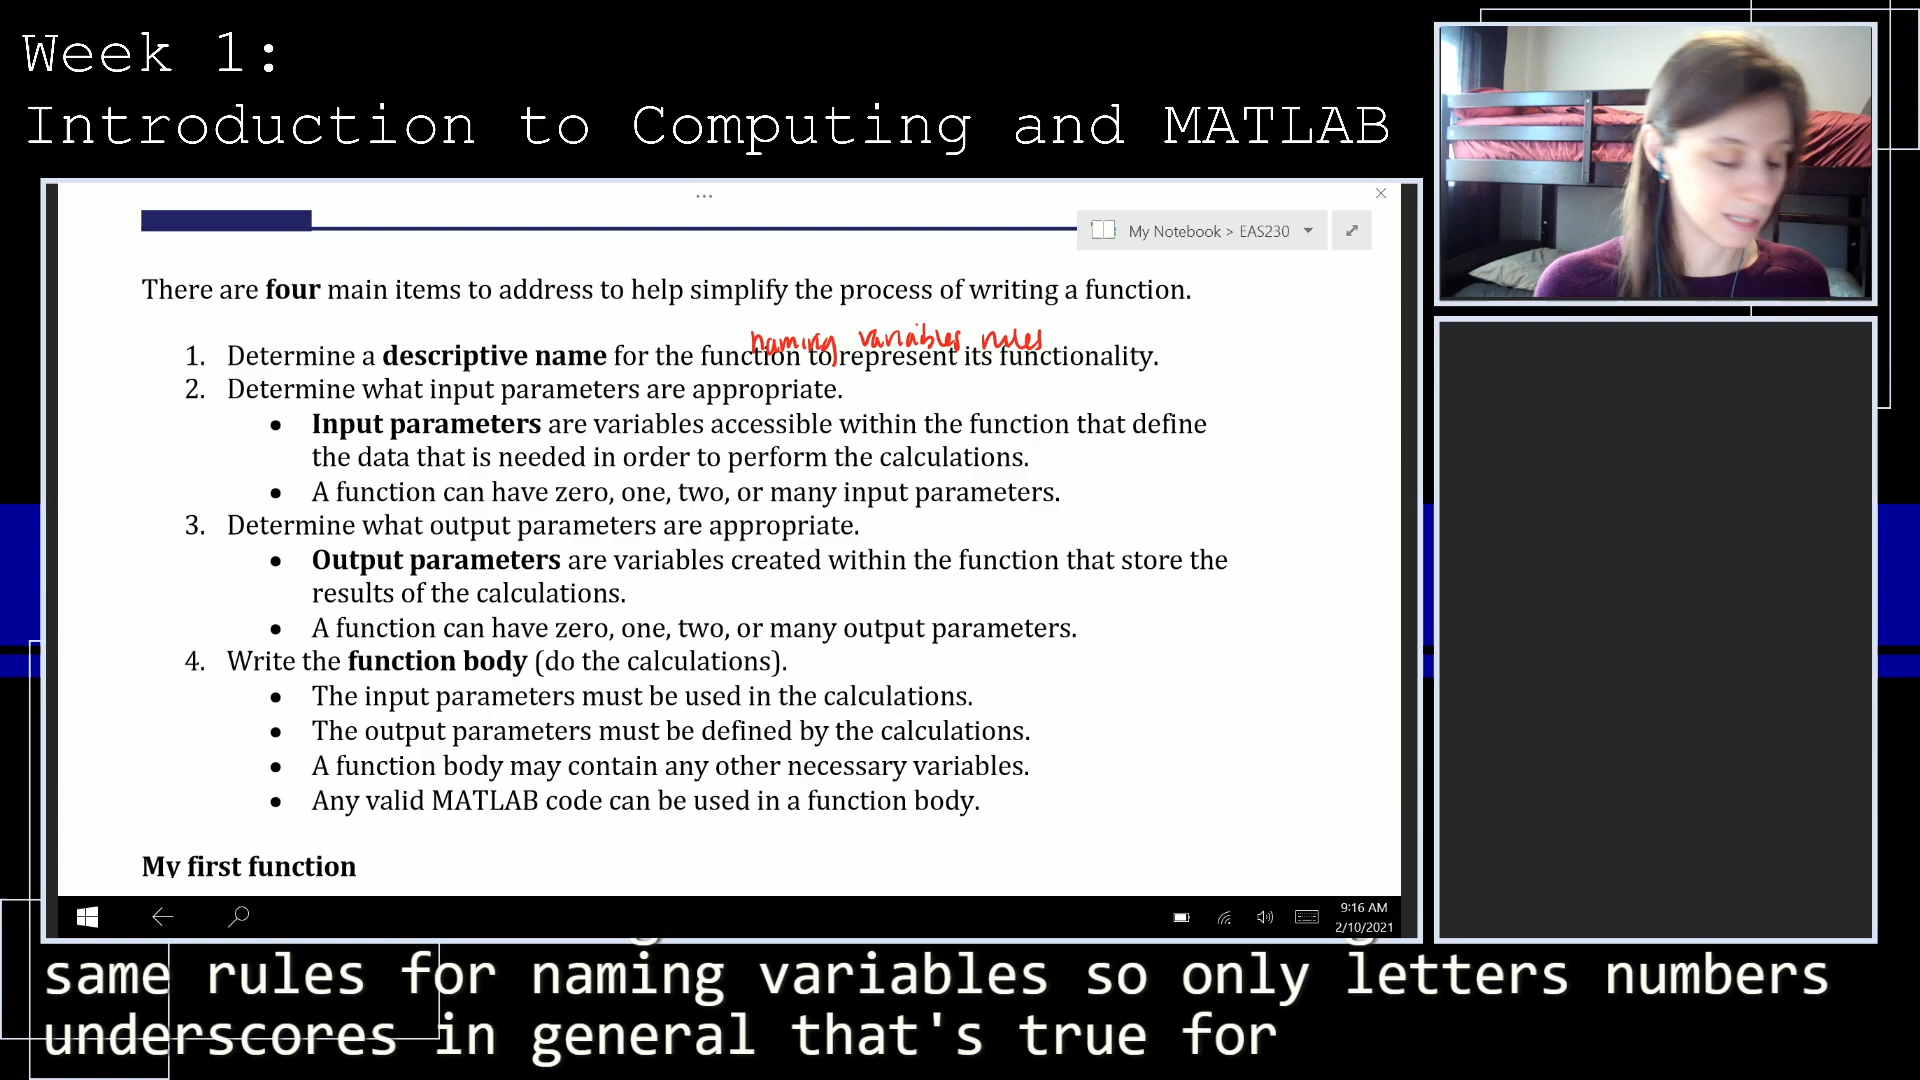 Week 1:
Introduction to Computing and MATLAB
My Notebook > EAS230
There are four main items to address to help simplify the process of writing a function.
naming variables rules
1. Determine a descriptive name for the function to represent its functionality.
2. Determine what input parameters are appropriate.
• Input parameters are variables accessible within the function that define
the data that is needed in order to perform the calculations.
• A function can have zero, one, two, or many input parameters.
3. Determine what output parameters are appropriate.
• Output parameters are variables created within the function that store the
results of the calculations.
• A function can have zero, one, two, or many output parameters.
4. Write the function body (do the calculations).
• The input parameters must be used in the calculations.
• The output parameters must be defined by the calculations.
• A function body may contain any other necessary variables.
• Any valid MATLAB code can be used in a function body.
My first function
9:16 AM
2/10/2021
same rules for naming variables so only letters numbers
underscores in general that's true for